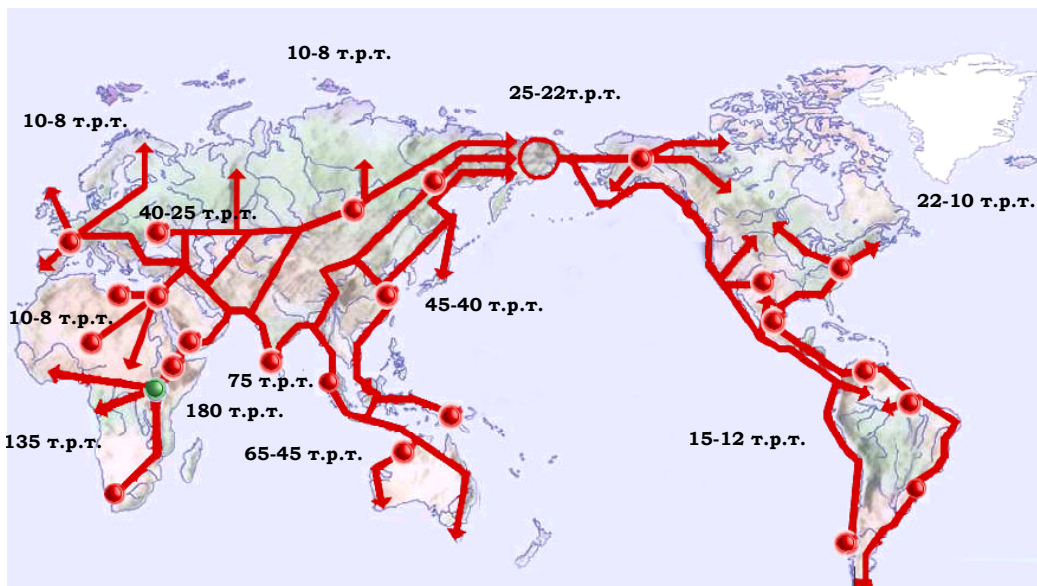 10-8 т.р.т.
25-22т.р.т.
10-8 т.р.т.
22-10 т.р.т.
40-25 т.р.т.
45-40 т.р.т.
10-8 т.р.т.
75 т.р.т.
180 т.р.т.
135 т.р.т.
65-45 т.р.т.
15-12 т.р.т.